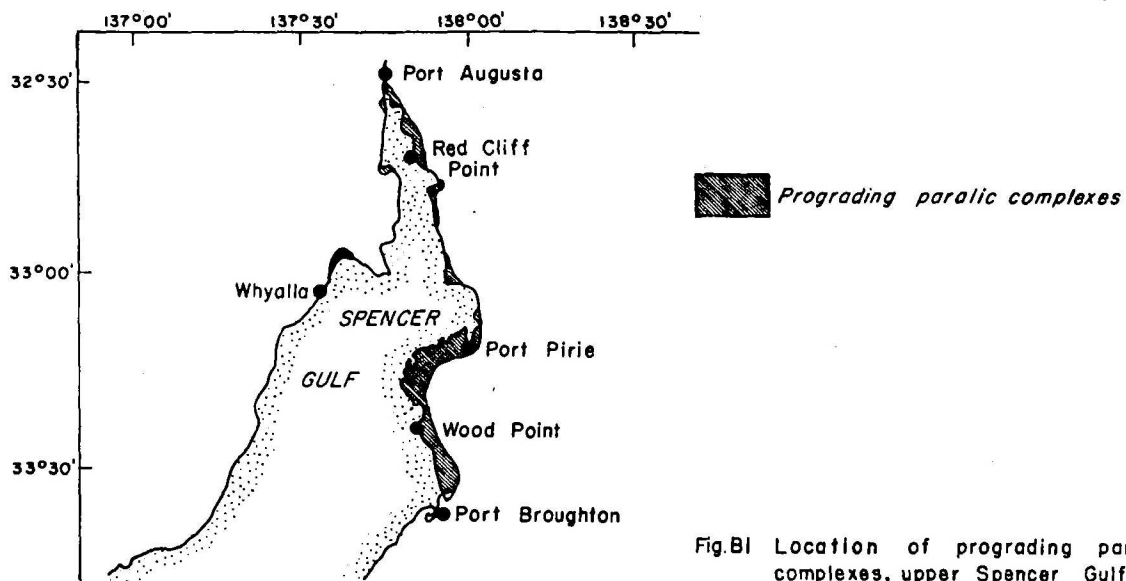 137°00' 137°30' 138°00' 138°30'
32°30'
Port Augusta
Red Cliff
Point
Prograding paralic complexes
33°00'
Whyalla
SPENCER
Port Pirie
GULF
Wood Point
33°30'
Port Broughton
Fig.B1 Location of prograding par
complexes, upper Spencer Gulf